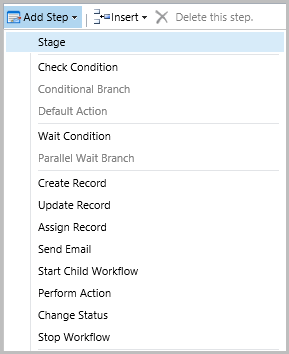 Add Step Insert Delete this step.
Stage
Check Condition
Conditional Branch
Default Action
Wait Condition
Parallel Wait Branch
Create Record
Update Record
Assign Record
Send Email
Start Child Workflow
Perform Action
Change Status
Stop Workflow